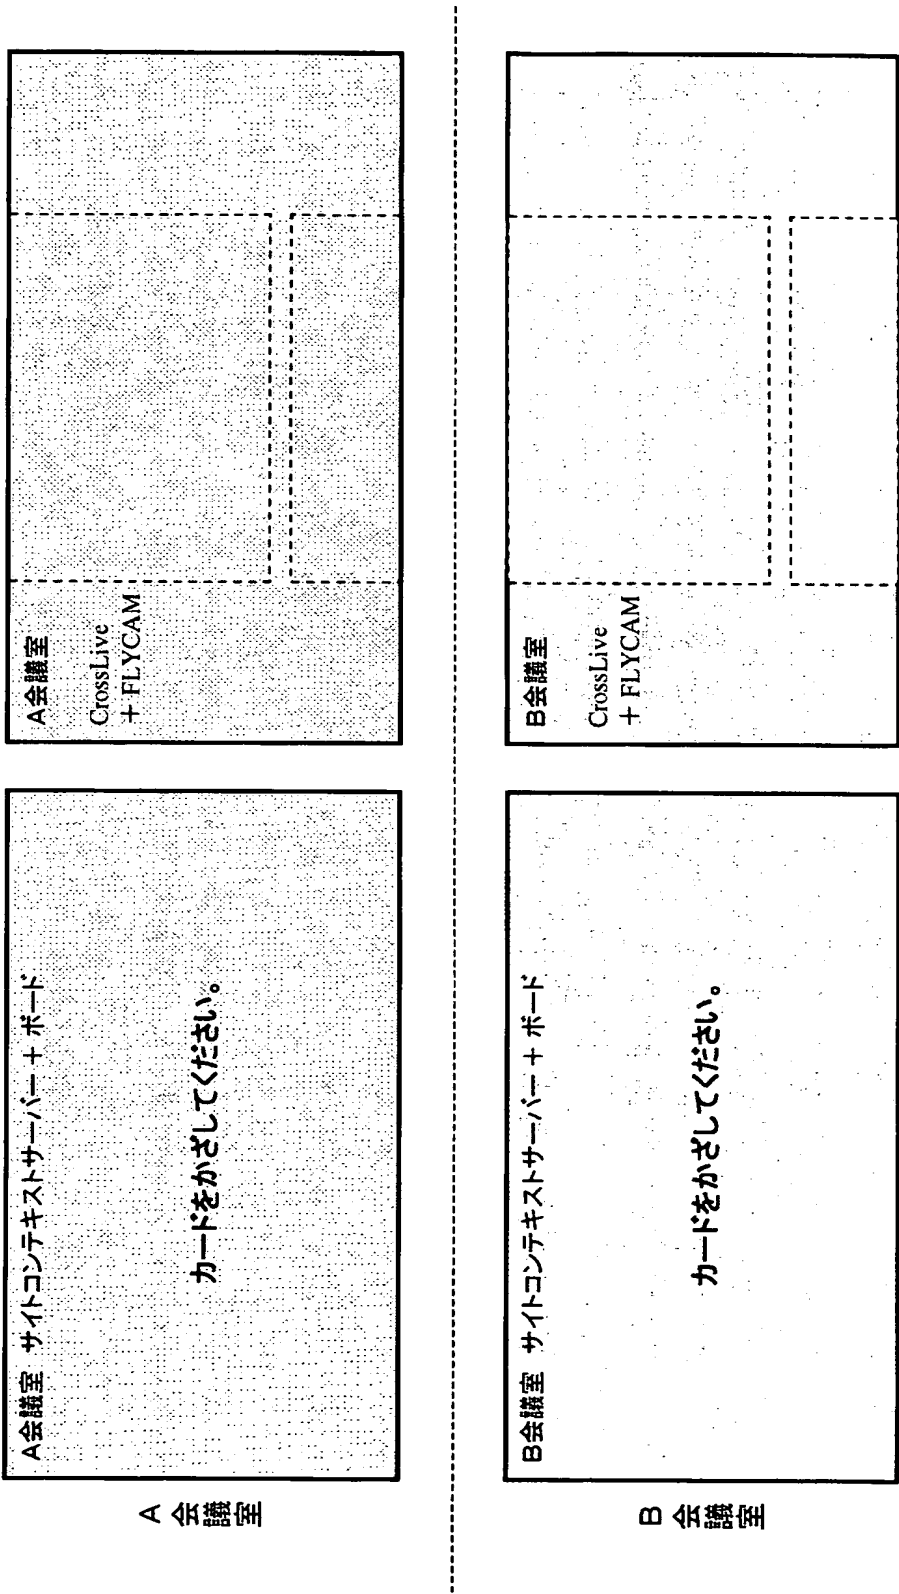 A会議室
A会議室 サイトコンテキストサーバー + ボード
カードをかざしてください。
A会議室
CrossLive
+ FLYCAM
B会議室
B会議室 サイトコンテキストサーバー + ボード
カードをかざしてください。
B会議室
CrossLive
+ FLYCAM